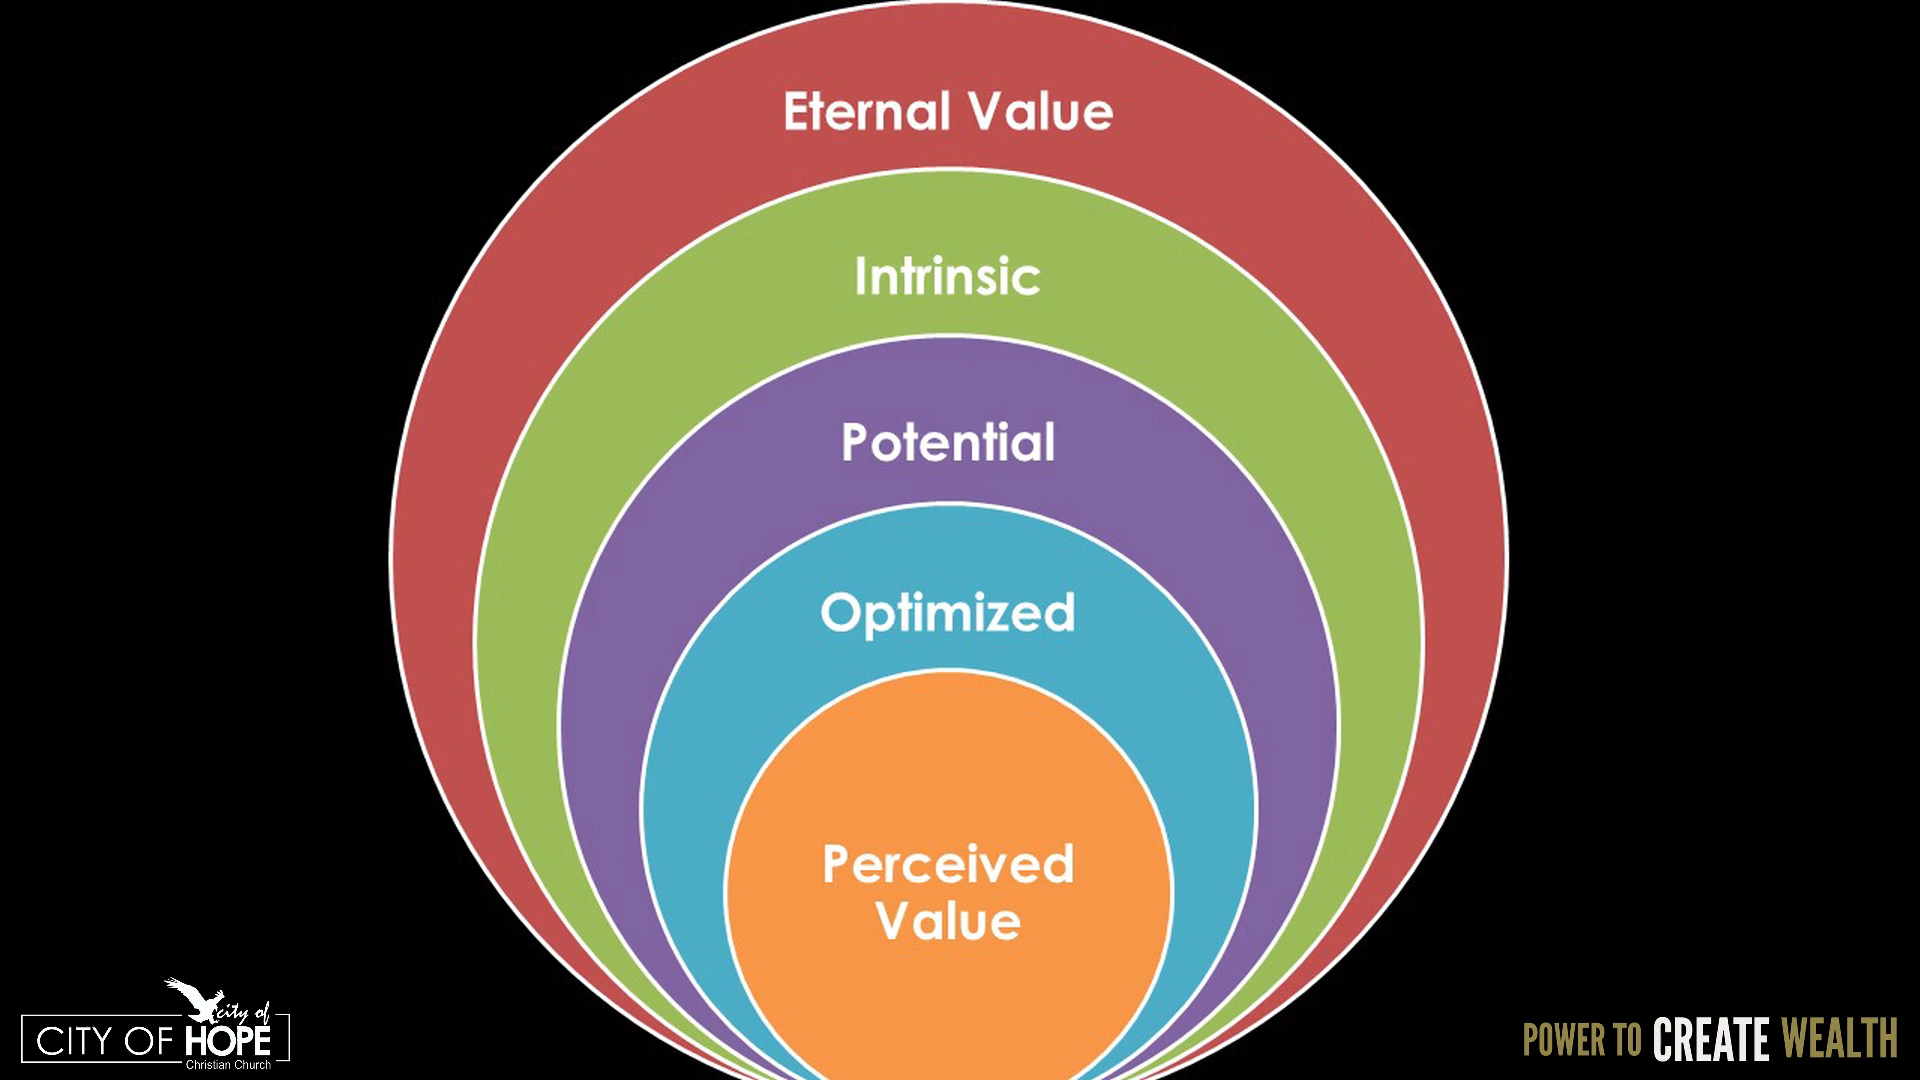 Eternal Value
Intrinsic
Potential
Optimized
Perceived
Value
city of
CITY OF HOPE
Christian Church
POWER TO CREATE WEALTH